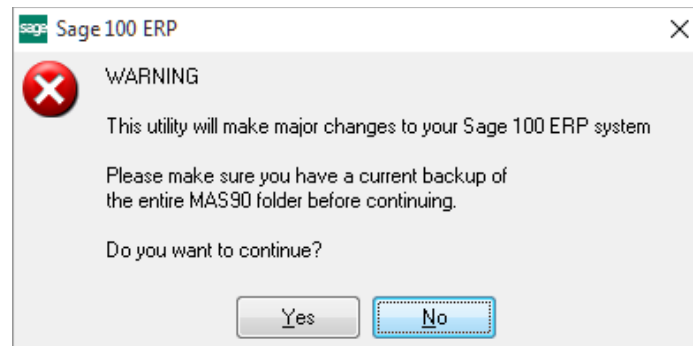 sage Sage 100 ERP
WARNING
This utility will make major changes to your Sage 100 ERP system
Please make sure you have a current backup of
the entire MAS90 folder before continuing.
Do you want to continue?
Yes No